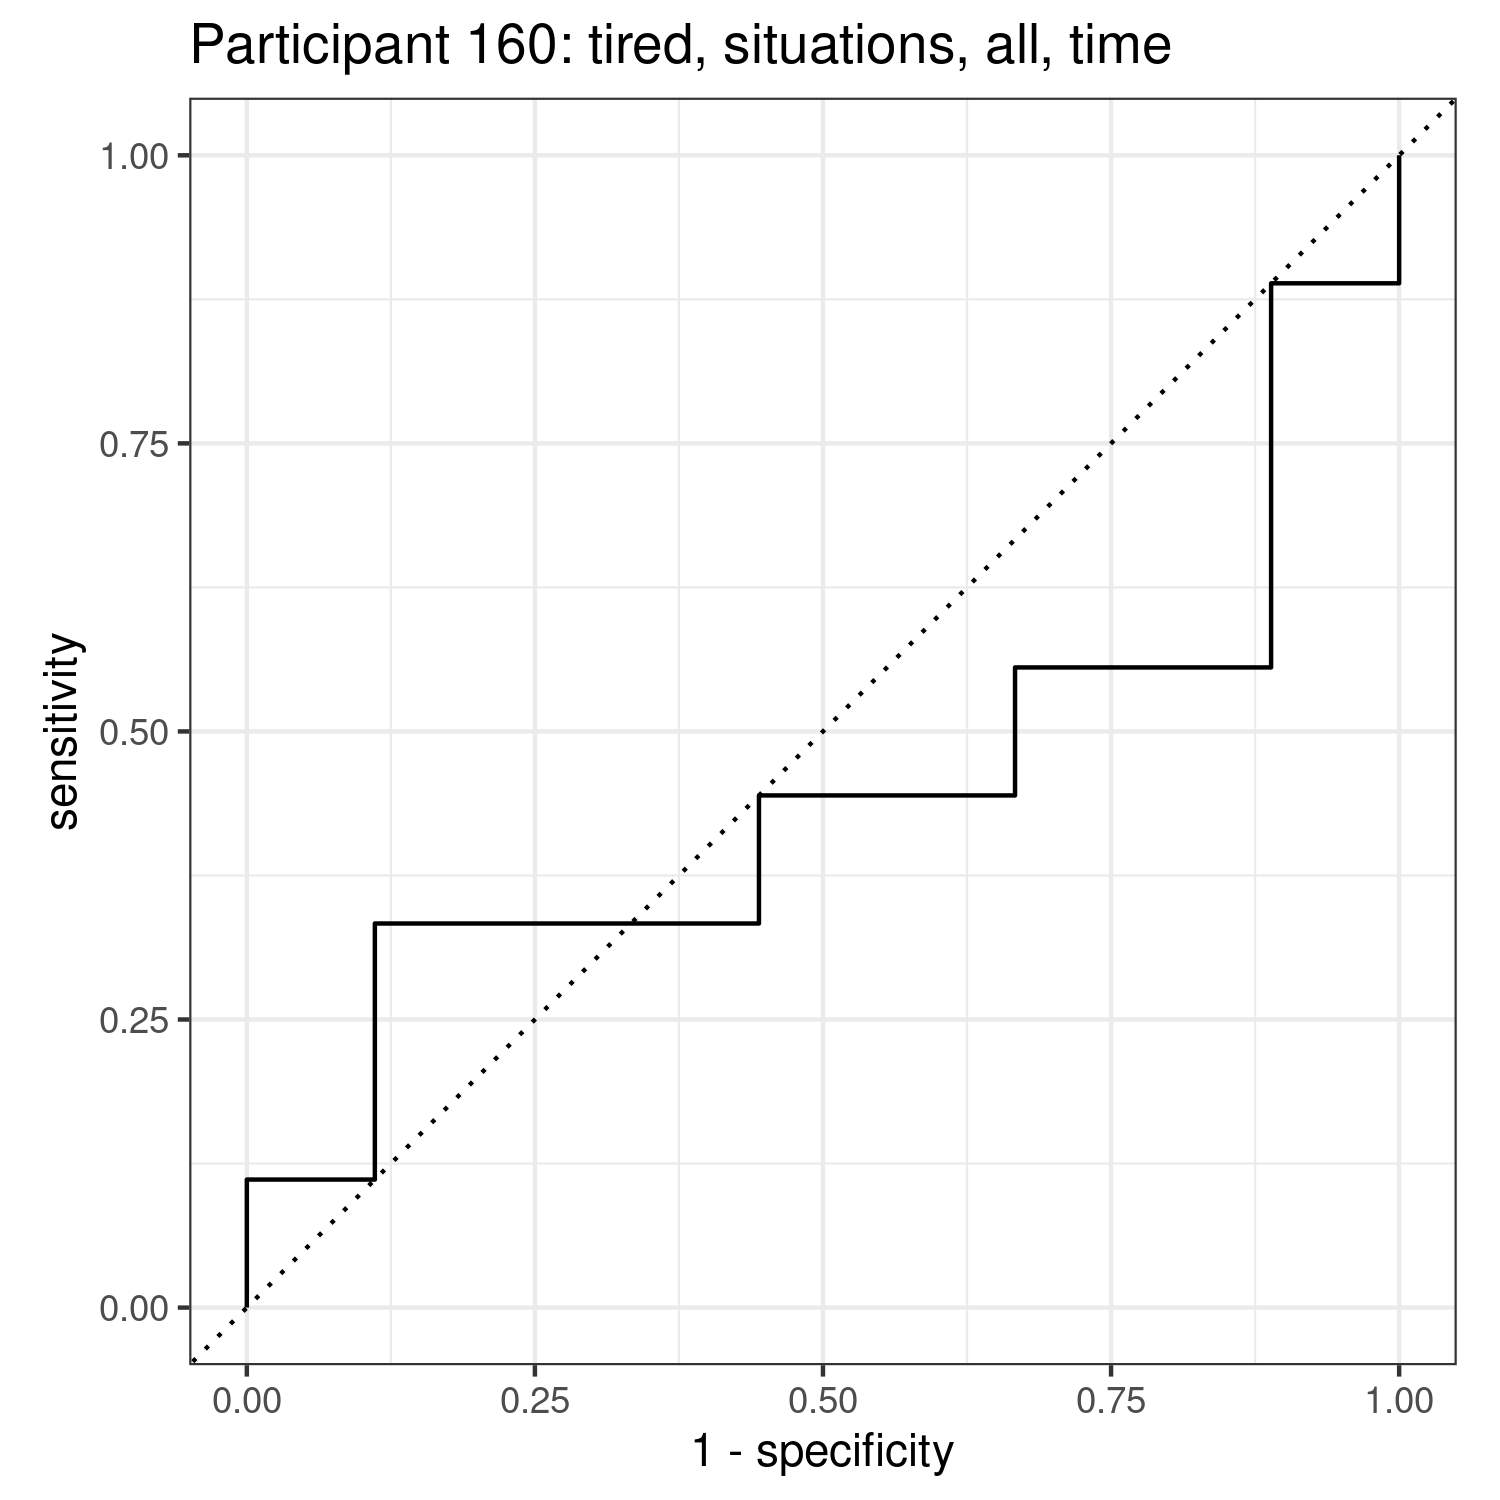 Participant 160: tired, situations, all, time
1.00
0.75
0.50
0.25
0.00
sensitivity
0.00 0.25 0.50 0.75 1.00
1 - specificity